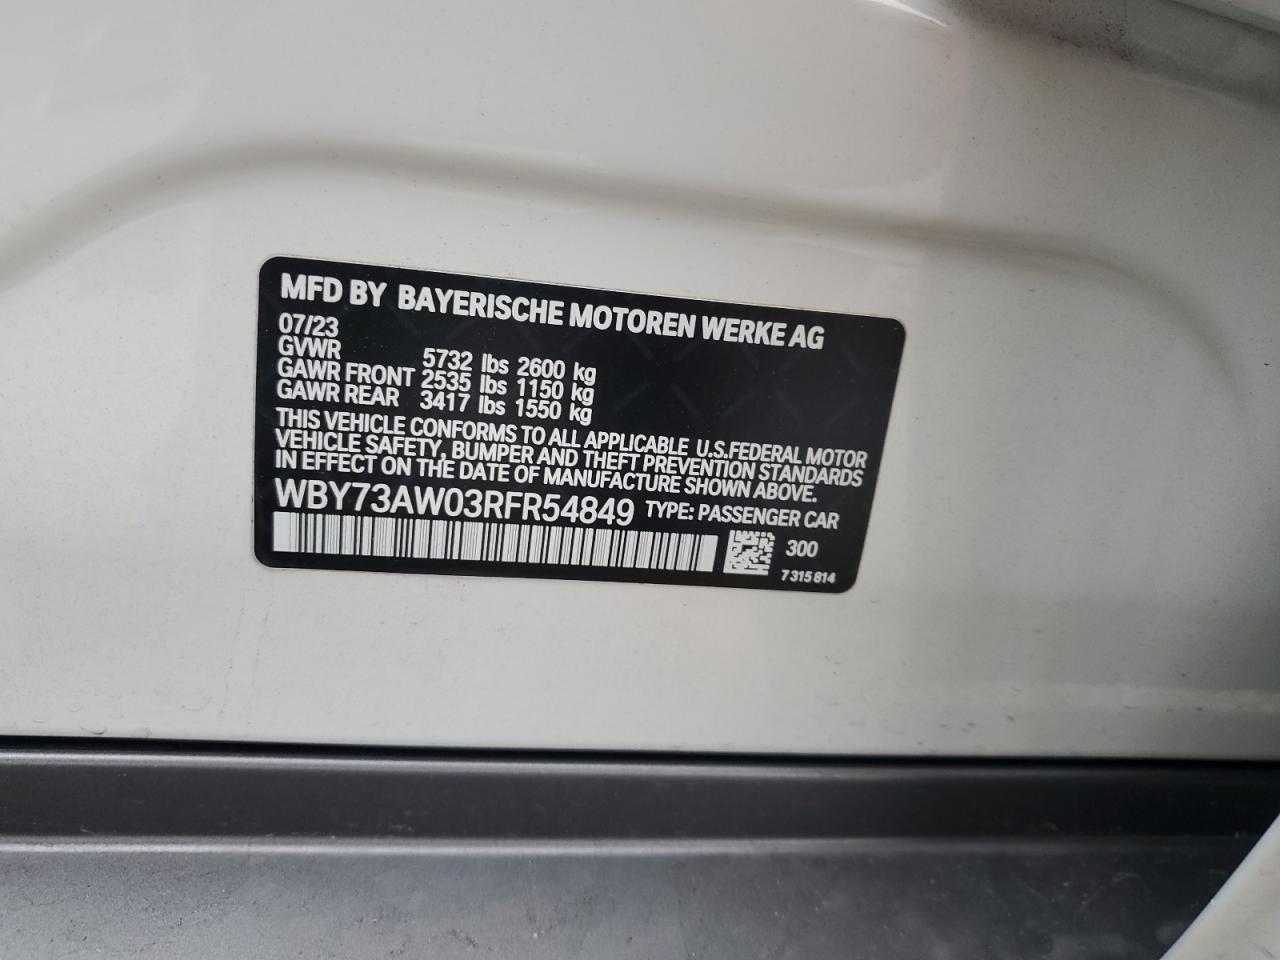 MFD BY BAYERISCHE MOTOREN WERKE AG
07/23
GVWR 5732 lbs 2600 kg
GAWR FRONT 2535 lbs 1150 kg
GAWR REAR 3417 lbs 1550 kg
THIS VEHICLE CONFORMS TO ALL APPLICABLE U.S.FEDERAL MOTOR
VEHICLE SAFETY, BUMPER AND THEFT PREVENTION STANDARDS
IN EFFECT ON THE DATE OF MANUFACTURE SHOWN ABOVE.
WBY73AW03RFR54849 TYPE: PASSENGER CAR
300
7 315 814